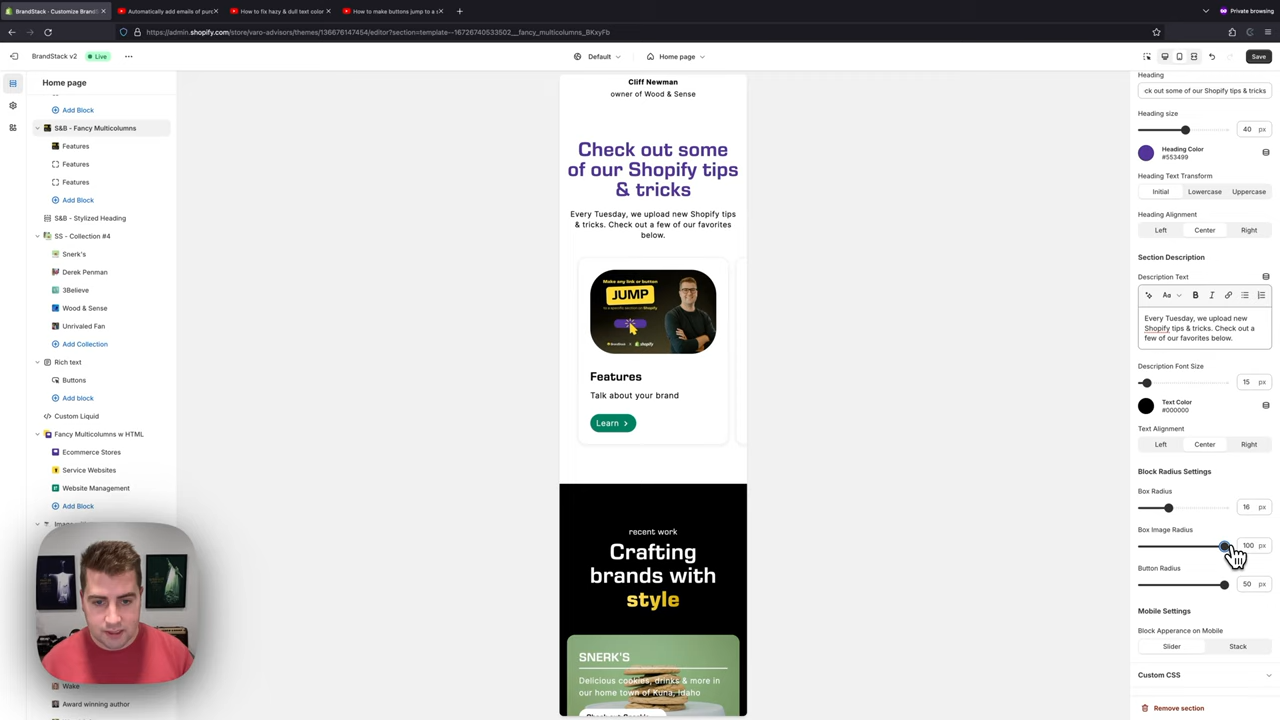 BrandStack - Customize BrandS
Automatically add emails of purc
How to fix hazy & dull text color
How to make buttons jump to a s
Private browsing
https://admin.shopify.com/store/varo-advisors/themes/136676147454/editor?section=template--16726740533502__fancy_multicolumns_BKxyFb
BrandStack v2
Live
Default
Home page
Save
Home page
Add Block
S&B - Fancy Multicolumns
Features
Features
Features
Add Block
S&B - Stylized Heading
SS - Collection #4
Snerk's
Derek Penman
3Believe
Wood & Sense
Unrivaled Fan
Add Collection
Rich text
Buttons
Add block
Custom Liquid
Fancy Multicolumns w HTML
Ecommerce Stores
Service Websites
Website Management
Add Block
Wake
Award winning author
Cliff Newman
owner of Wood & Sense
Check out some
of our Shopify tips
& tricks
Every Tuesday, we upload new Shopify tips
& tricks. Check out a few of our favorites
below.
Make any link or button
JUMP
to a specific section on Shopify
BrandStack
shopify
Features
Talk about your brand
Learn >
recent work
Crafting
brands with
style
SNERK'S
Delicious cookies, drinks & more in
our home town of Kuna, Idaho
Heading
ck out some of our Shopify tips & tricks
Heading size
40 px
Heading Color
#553499
Heading Text Transform
Initial Lowercase Uppercase
Heading Alignment
Left Center Right
Section Description
Description Text
Aa B I
Every Tuesday, we upload new
Shopify tips & tricks. Check out a
few of our favorites below.
Description Font Size
15 px
Text Color
#000000
Text Alignment
Left Center Right
Block Radius Settings
Box Radius
16 px
Box Image Radius
100 px
Button Radius
50 px
Mobile Settings
Block Apperance on Mobile
Slider Stack
Custom CSS
Remove section